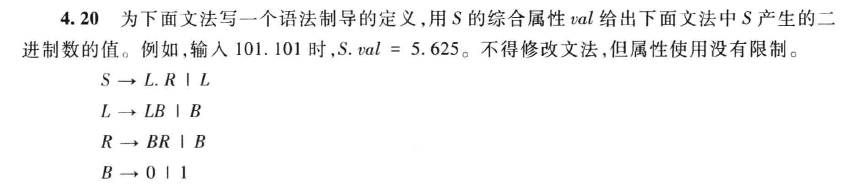 4.20 为下面文法写一个语法制导的定义,用 S 的综合属性 val 给出下面文法中 S 产生的二
进制数的值。例如,输入 101.101 时,S. val = 5.625。不得修改文法,但属性使用没有限制。
S → L. R | L
L → LB | B
R → BR | B
B → 0 | 1